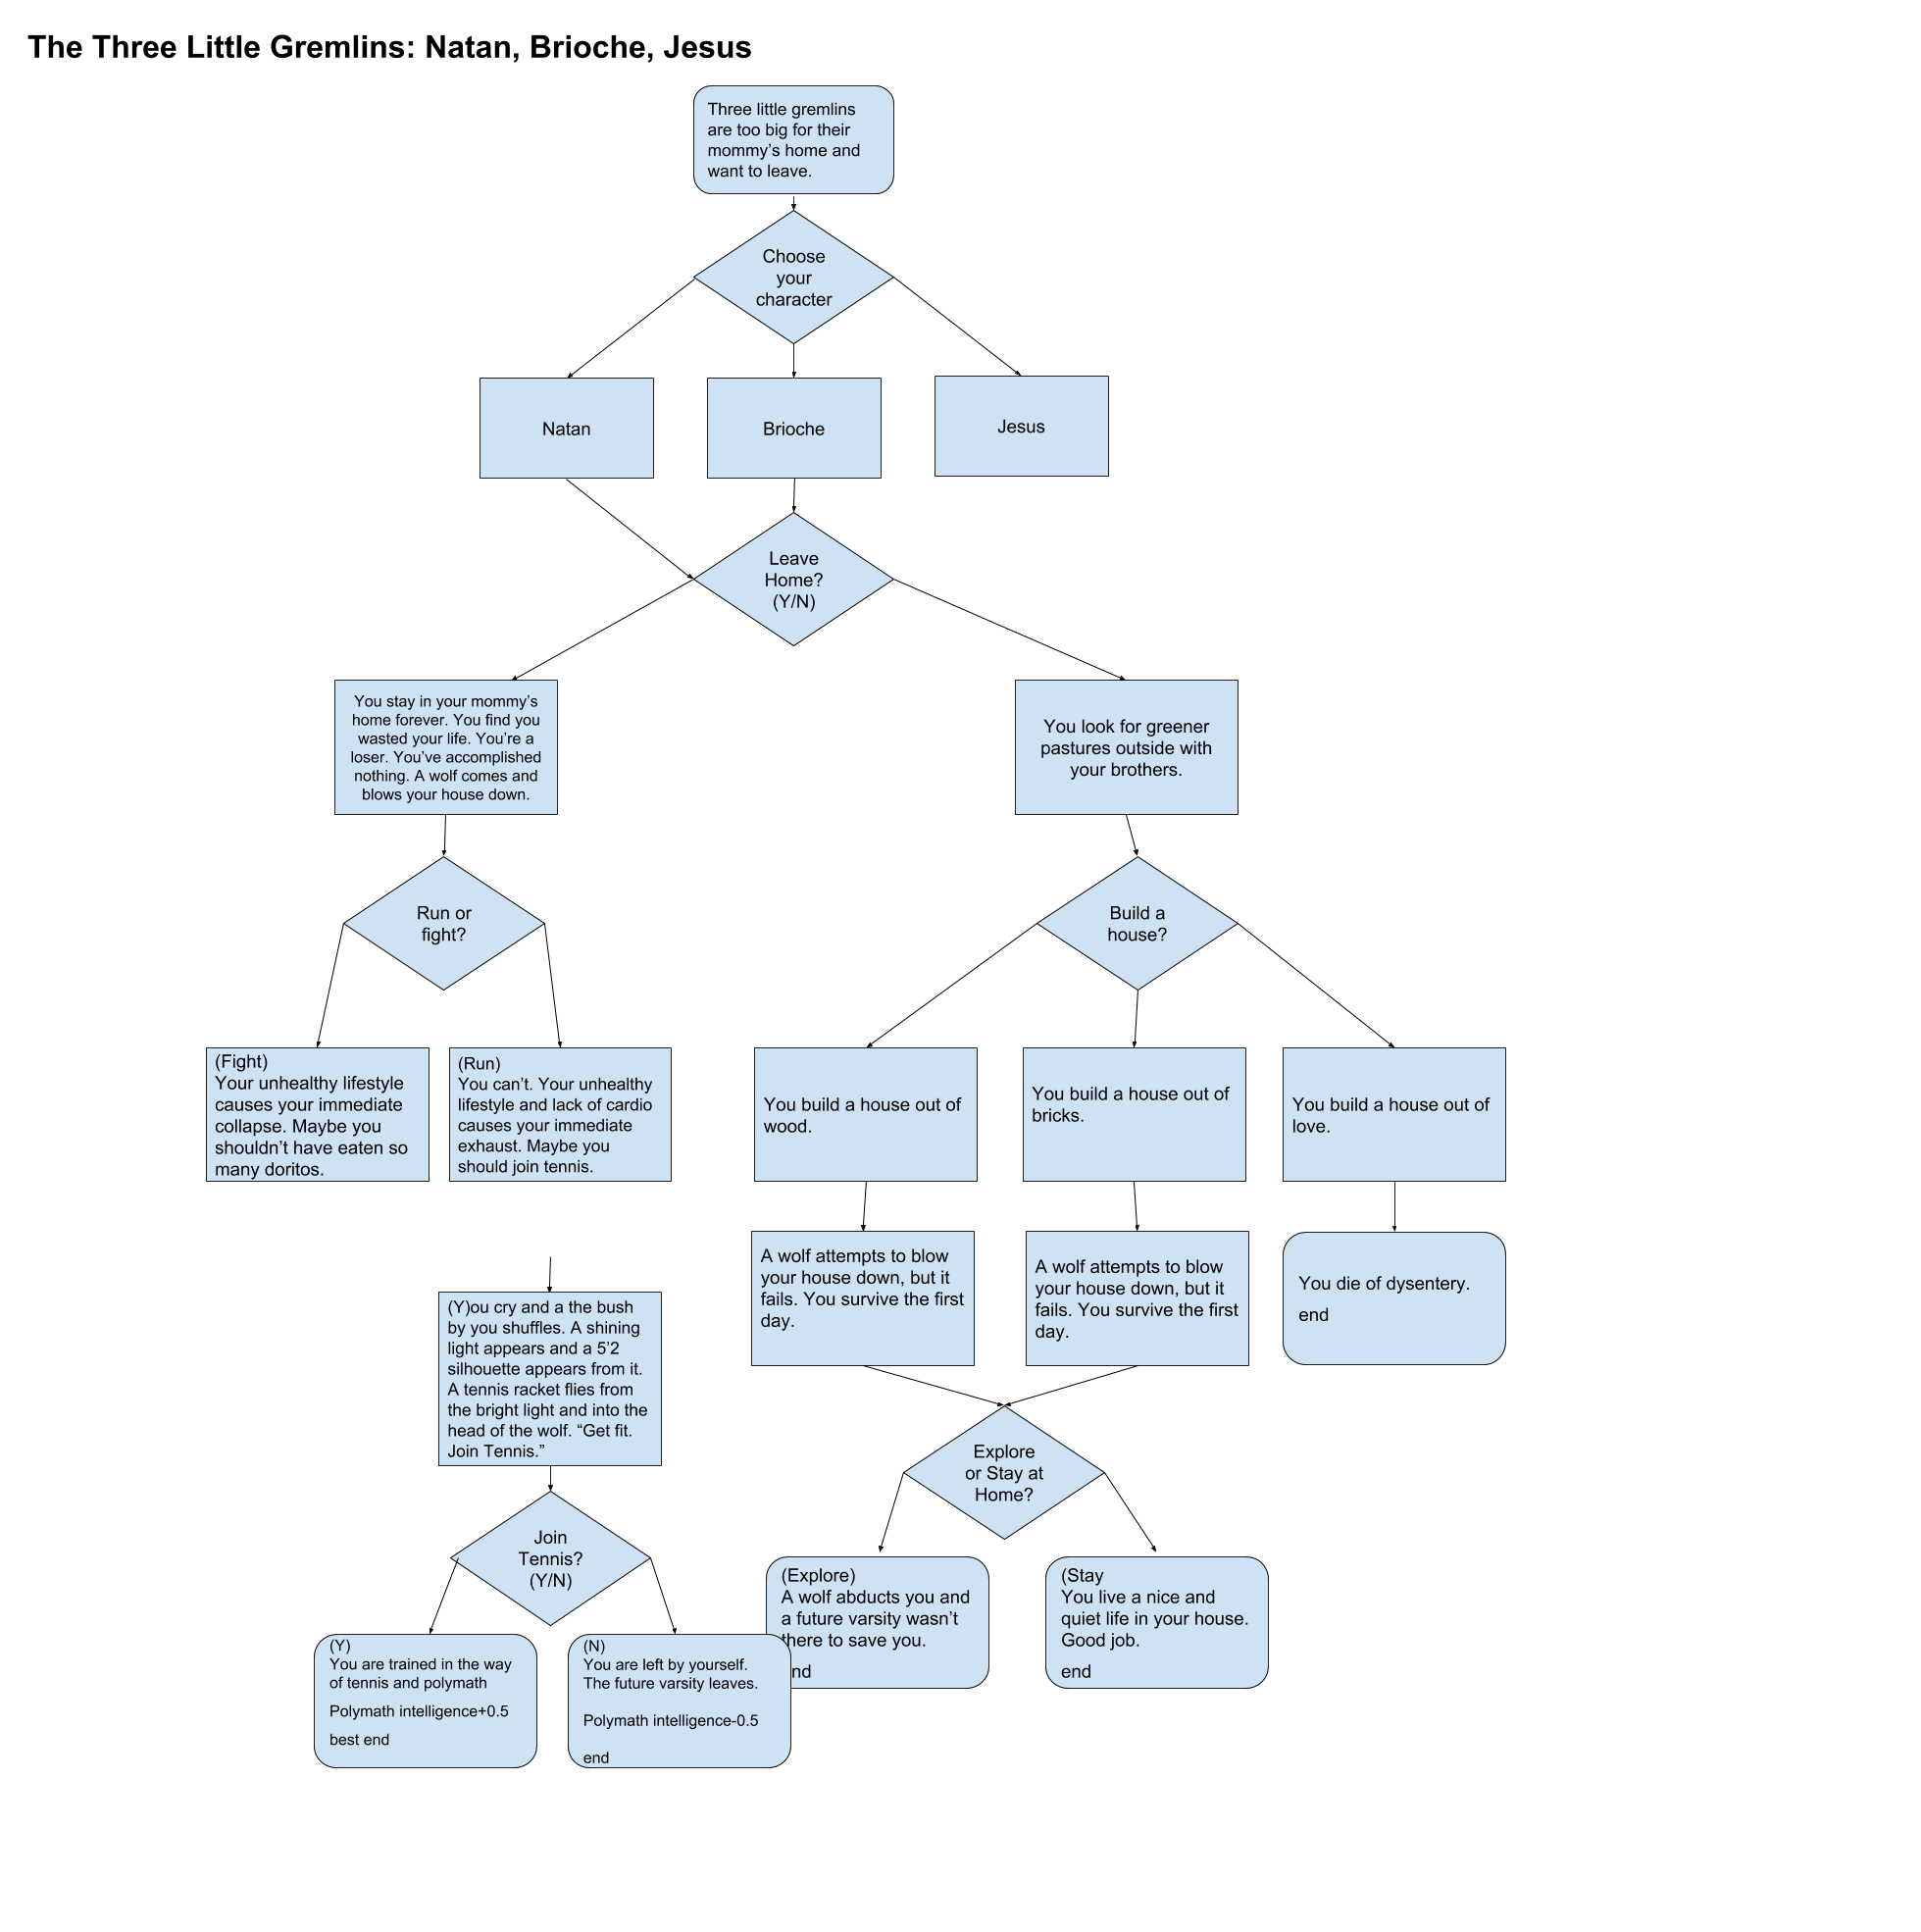 The Three Little Gremlins: Natan, Brioche, Jesus
Three little gremlins
are too big for their
mommy’s home and
want to leave.
Choose
your
character
Natan
Brioche
Jesus
Leave
Home?
(Y/N)
You stay in your mommy’s
home forever. You find you
wasted your life. You’re a
loser. You’ve accomplished
nothing. A wolf comes and
blows your house down.
You look for greener
pastures outside with
your brothers.
Run or
fight?
Build a
house?
(Fight)
Your unhealthy lifestyle
causes your immediate
collapse. Maybe you
shouldn’t have eaten so
many doritos.
(Run)
You can’t. Your unhealthy
lifestyle and lack of cardio
causes your immediate
exhaust. Maybe you
should join tennis.
You build a house out of
wood.
You build a house out of
bricks.
You build a house out of
love.
A wolf attempts to blow
your house down, but it
fails. You survive the first
day.
A wolf attempts to blow
your house down, but it
fails. You survive the first
day.
You die of dysentery.
end
(Y)ou cry and a the bush
by you shuffles. A shining
light appears and a 5’2
silhouette appears from it.
A tennis racket flies from
the bright light and into the
head of the wolf. “Get fit.
Join Tennis.”
Explore
or Stay at
Home?
Join
Tennis?
(Y/N)
(Explore)
A wolf abducts you and
a future varsity wasn’t
there to save you.
end
(Stay
You live a nice and
quiet life in your house.
Good job.
end
(Y)
You are trained in the way
of tennis and polymath
Polymath intelligence+0.5
best end
(N)
You are left by yourself.
The future varsity leaves.
Polymath intelligence-0.5
end